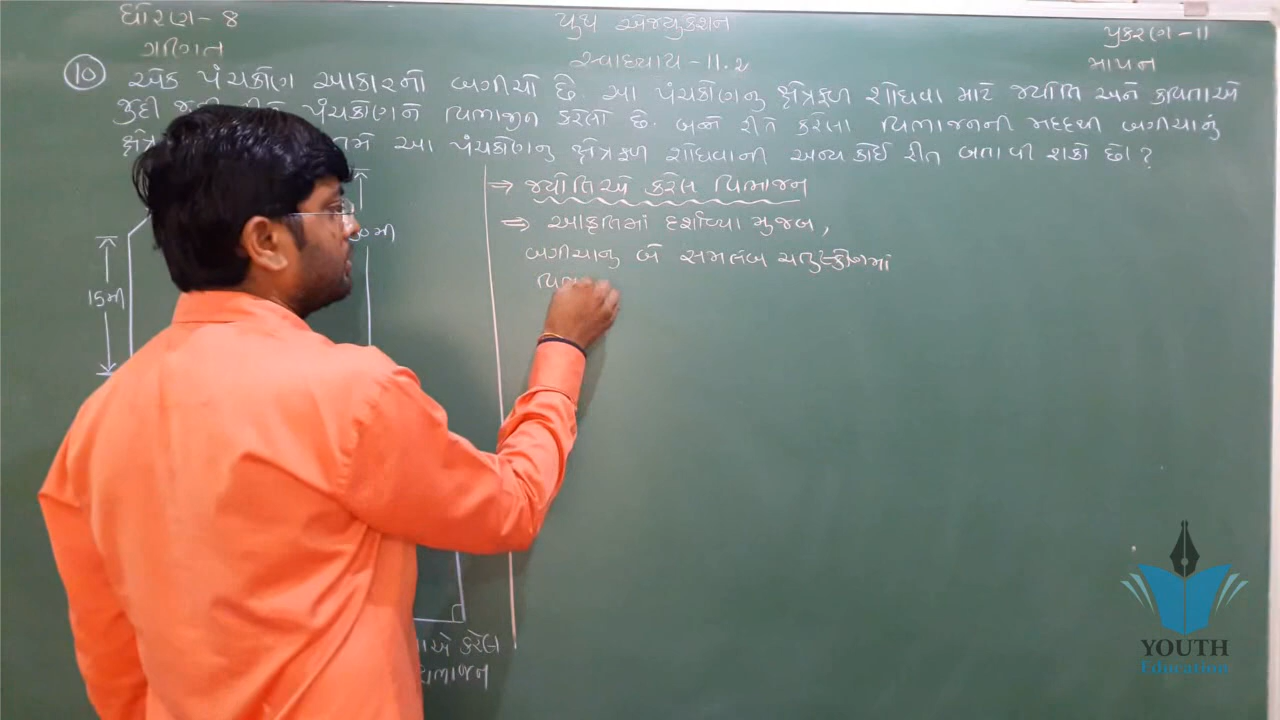 ધોરણ-૪
ગણિત
યુથ એજ્યુકેશન
સ્વાધ્યાય-11.2
પ્રકરણ-11
માપન
10 એક પંચકોણ આકારનો બગીચો છે. આ પંચકોણનુ ક્ષેત્રફળ શોધવા માટે જ્યોતિ અને કવિતાએ
જુદી પંચકોણને વિભાજીત કરેલો છે. બન્ને રીતે કરેલા વિભાજનની મદદથી બગીચાનું
આ પંચકોણનુ ક્ષેત્રફળ શોધવાની અન્ય કોઈ રીત બતાવી શકો છો?
⇒ જ્યોતિએ કરેલ વિભાજન
⇒ આકૃતિમાં દર્શાવ્યા મુજબ,
બગીચાનુ બે સમલંબ ચતુષ્કોણમાં
15મી
કરેલ
વિભાજન
YOUTH
Education